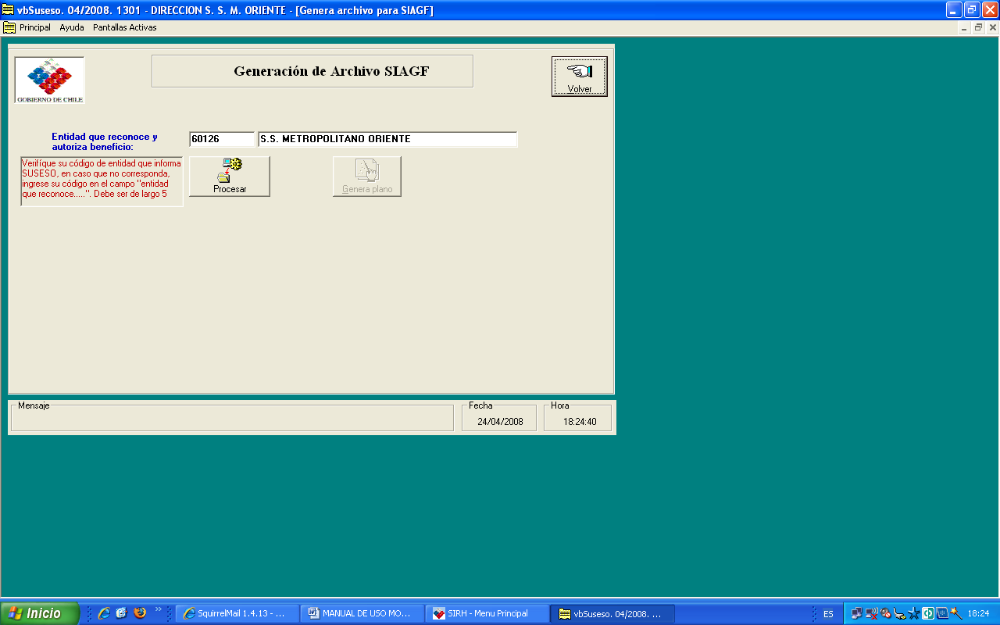 vbSuseso. 04/2008. 1301 - DIRECCION S. S. M. ORIENTE - [Genera archivo para SIAGF]
Principal Ayuda Pantallas Activas
GOBIERNO DE CHILE
Generación de Archivo SIAGF
Volver
Entidad que reconoce y
autoriza beneficio:
60126
S.S. METROPOLITANO ORIENTE
Verifíque su código de entidad que informa
SUSESO, en caso que no corresponda,
ingrese su código en el campo "entidad
que reconoce.....". Debe ser de largo 5
Procesar
Genera plano
Mensaje
Fecha
24/04/2008
Hora
18:24:40
Inicio
SquirrelMail 1.4.13 - ...
MANUAL DE USO MO...
SIRH - Menu Principal
vbSuseso. 04/2008. ...
ES
18:24